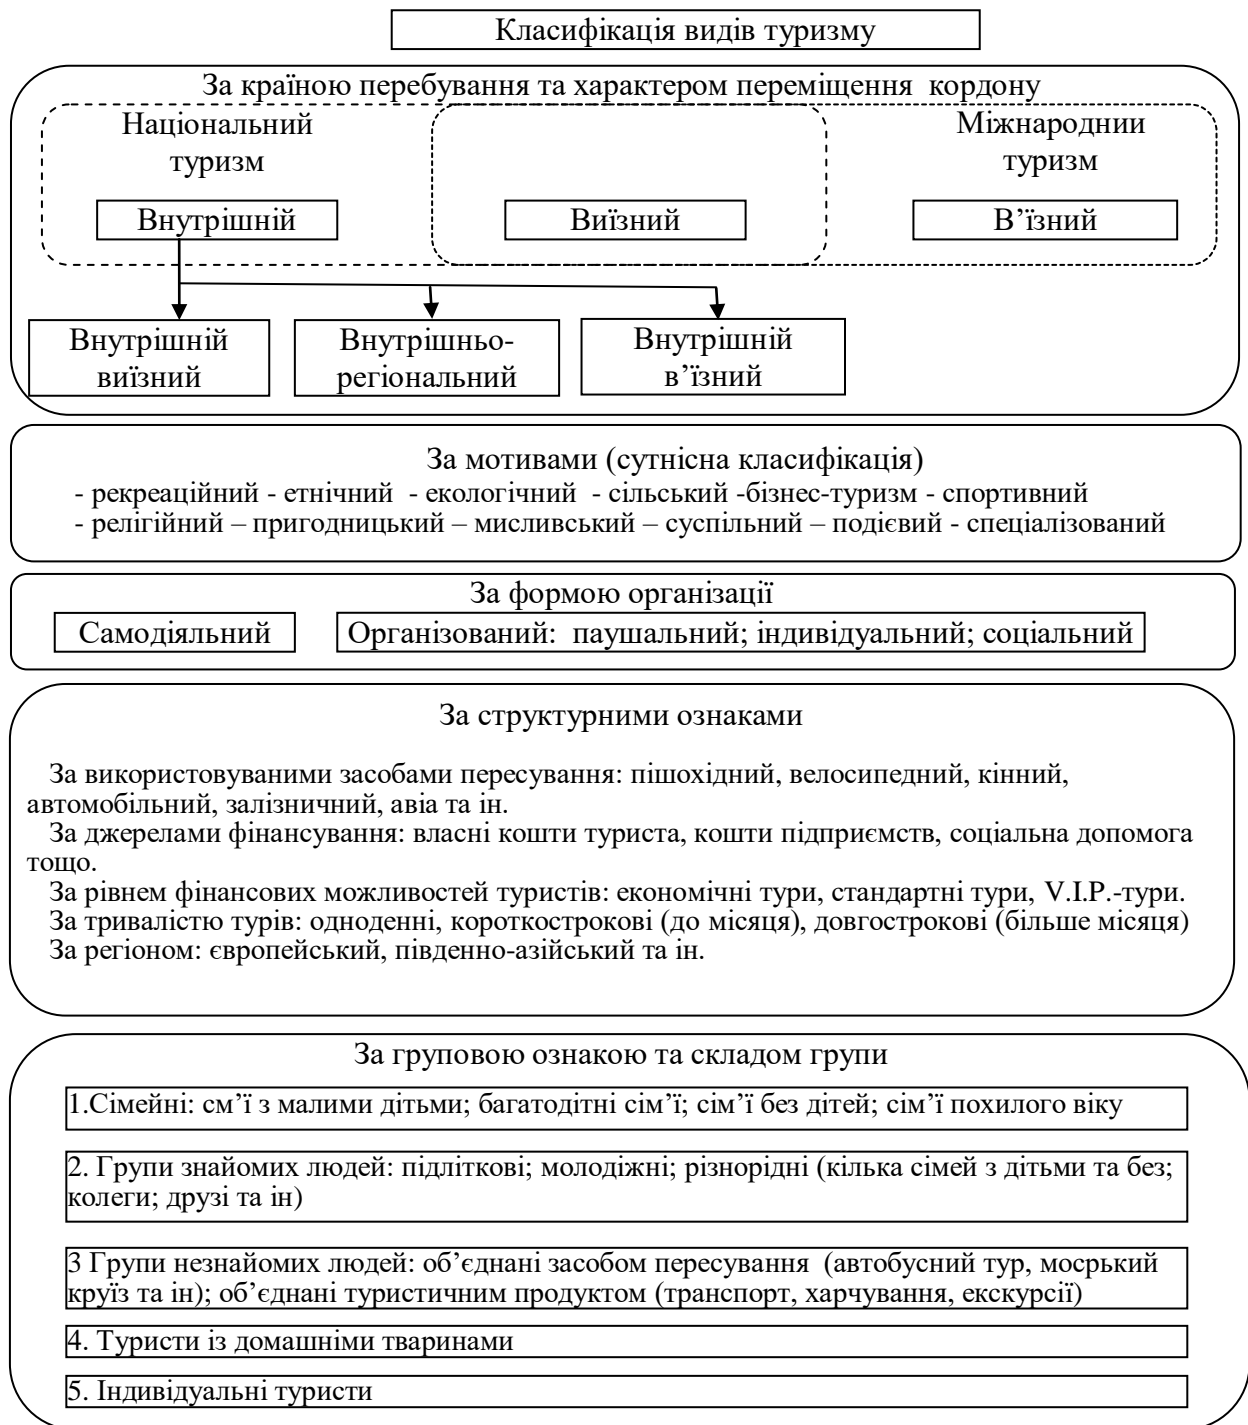 Класифікація видів туризму
За країною перебування та характером переміщення кордону
Національний
туризм
Міжнароднии
туризм
Внутрішній
Виїзний
В’їзний
Внутрішній
виїзний
Внутрішньо-
регіональний
Внутрішній
в’їзний
За мотивами (сутнісна класифікація)
- рекреаційний - етнічний - екологічний - сільський -бізнес-туризм - спортивний
- релігійний – пригодницький – мисливський – суспільний – подієвий - спеціалізований
За формою організації
Самодіяльний
Організований: паушальний; індивідуальний; соціальний
За структурними ознаками
За використовуваними засобами пересування: пішохідний, велосипедний, кінний,
автомобільний, залізничний, авіа та ін.
За джерелами фінансування: власні кошти туриста, кошти підприємств, соціальна допомога
тощо.
За рівнем фінансових можливостей туристів: економічні тури, стандартні тури, V.I.P.-тури.
За тривалістю турів: одноденні, короткострокові (до місяця), довгострокові (більше місяця)
За регіоном: європейський, південно-азійський та ін.
За груповою ознакою та складом групи
1.Сімейні: см’ї з малими дітьми; багатодітні сім’ї; сім’ї без дітей; сім’ї похилого віку
2. Групи знайомих людей: підліткові; молодіжні; різнорідні (кілька сімей з дітьми та без;
колеги; друзі та ін)
3 Групи незнайомих людей: об’єднані засобом пересування (автобусний тур, мосрький
круїз та ін); об’єднані туристичним продуктом (транспорт, харчування, екскурсії)
4. Туристи із домашніми тваринами
5. Індивідуальні туристи